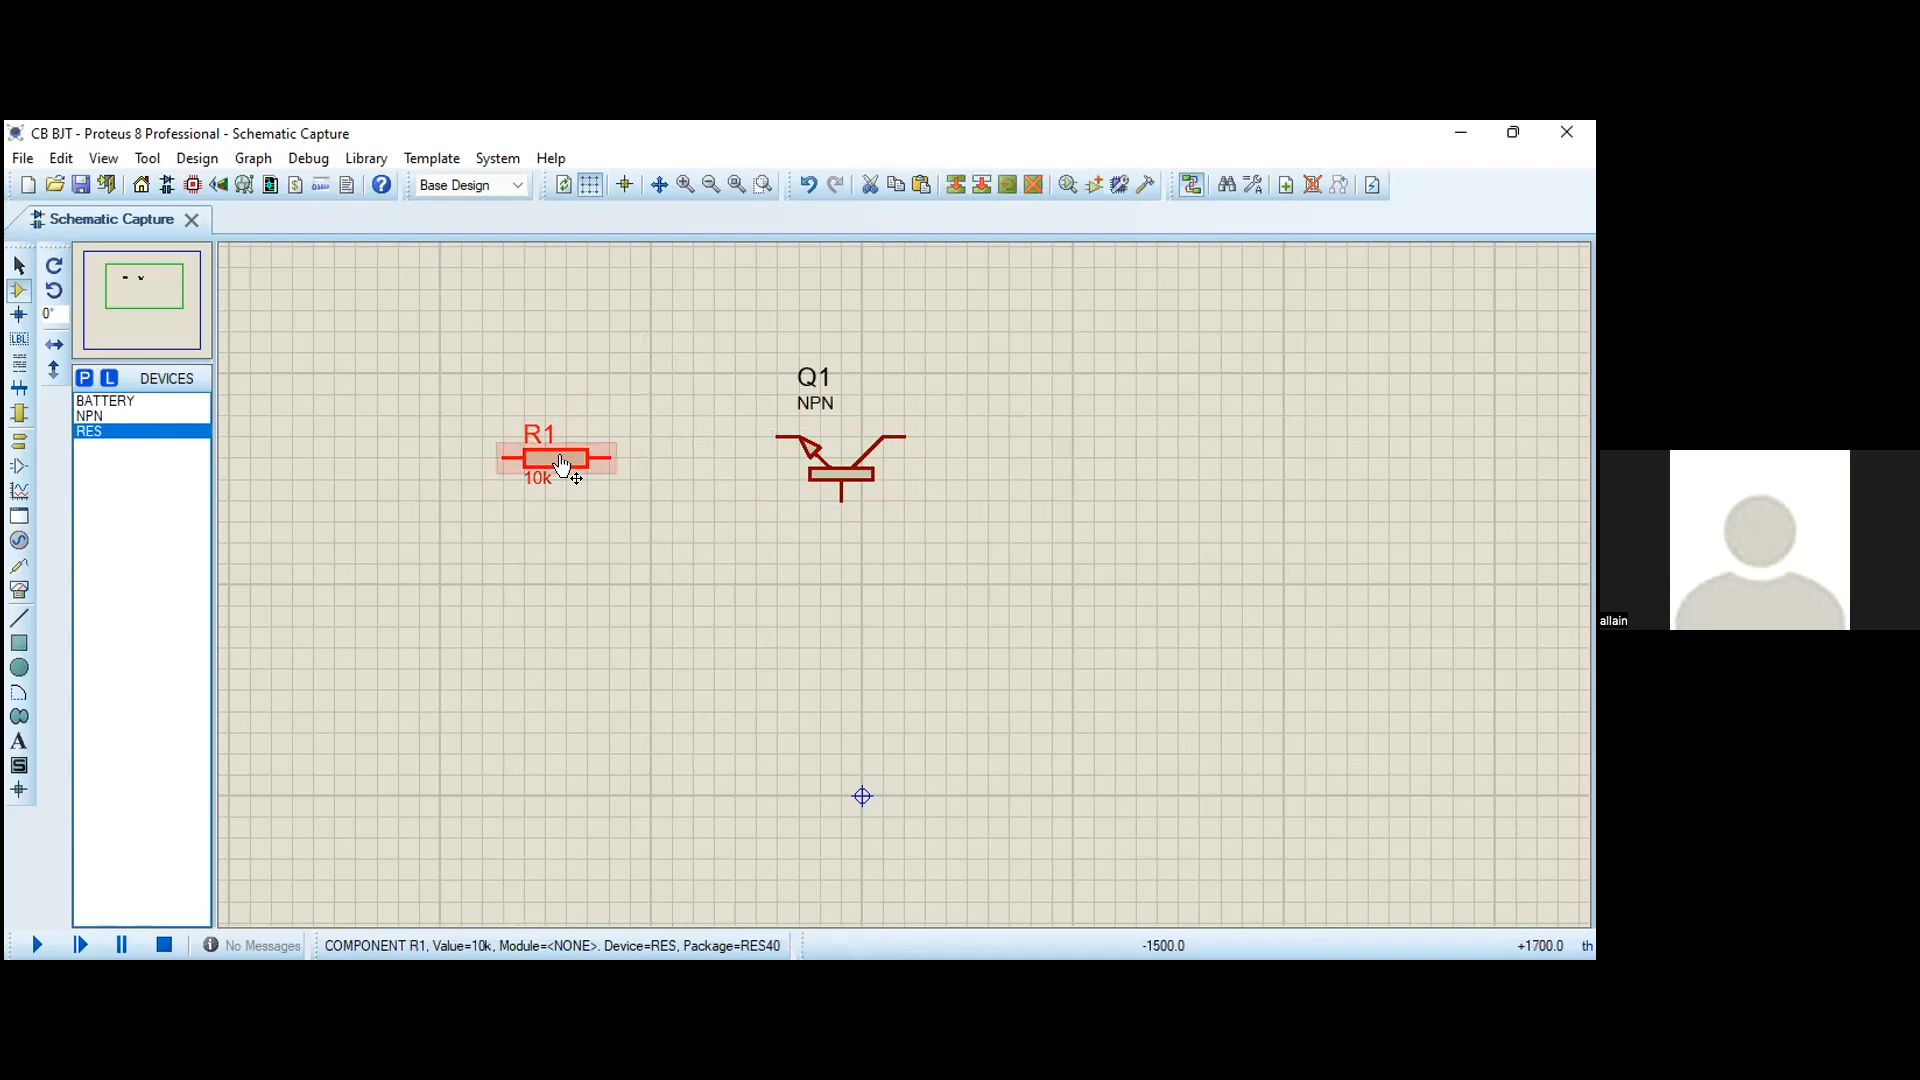 CB BJT - Proteus 8 Professional - Schematic Capture
File Edit View Tool Design Graph Debug Library Template System Help
Base Design
Schematic Capture
0°
LBL
P L DEVICES
BATTERY
NPN
RES
Q1
NPN
R1
10k
A
S
allain
No Messages
COMPONENT R1, Value=10k, Module=<NONE>. Device=RES, Package=RES40
-1500.0
+1700.0
th